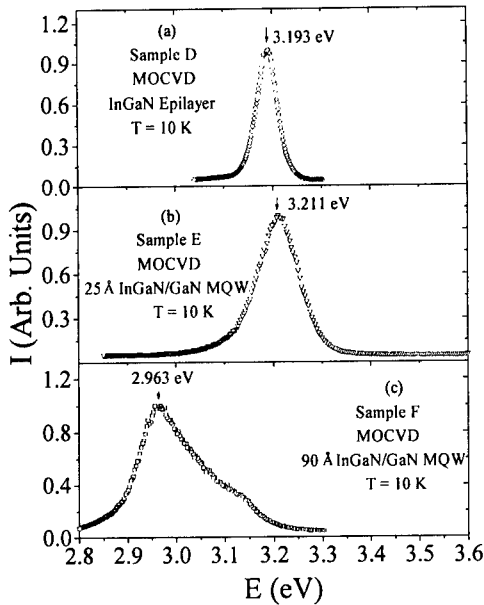 3.193 eV
(a)
Sample D
MOCVD
InGaN Epilayer
T = 10 K
1.2
0.9
0.6
0.3
0.0
3.211 eV
(b)
Sample E
MOCVD
25 Å InGaN/GaN MQW
T = 10 K
0.9
0.6
0.3
I (Arb. Units)
2.963 eV
(c)
Sample F
MOCVD
90 Å InGaN/GaN MQW
T = 10 K
1.2
0.8
0.4
0.0
2.8 2.9 3.0 3.1 3.2 3.3 3.4 3.5 3.6
E (eV)